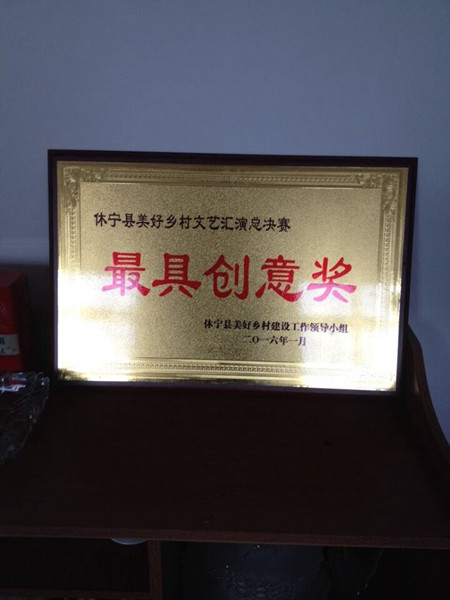 休宁县美好乡村文艺汇演总决赛
最具创意奖
休宁县美好乡村建设工作领导小组
二〇一六年一月